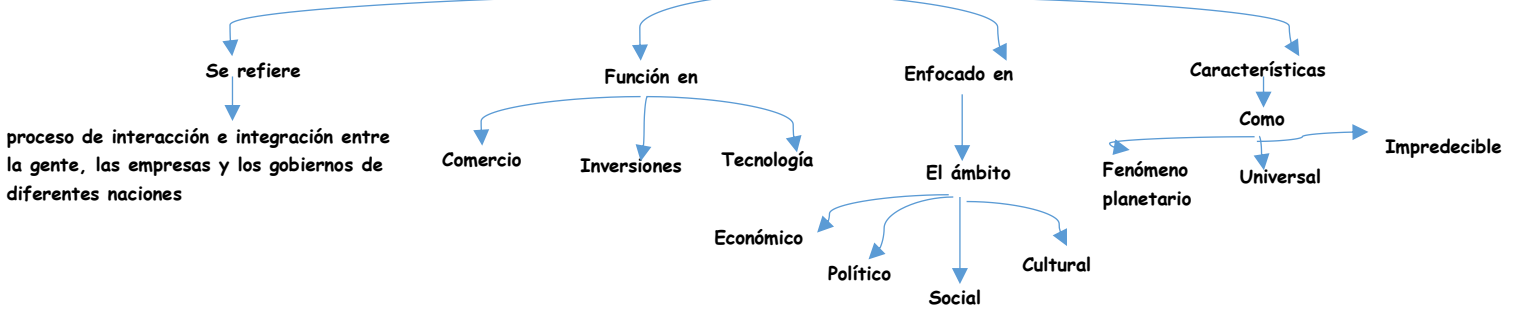 Se refiere
proceso de interacción e integración entre
la gente, las empresas y los gobiernos de
diferentes naciones
Función en
Comercio
Inversiones
Tecnología
Enfocado en
El ámbito
Económico
Político
Social
Cultural
Características
Como
Fenómeno
planetario
Universal
Impredecible